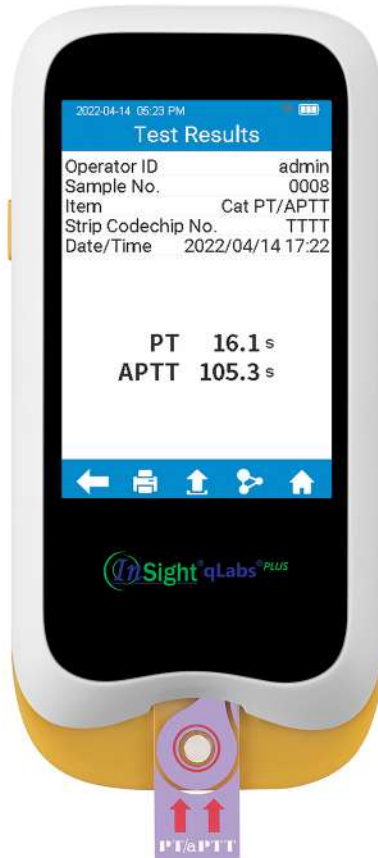 2022-04-14 05:23 PM
Test Results
Operator ID admin
Sample No. 0008
Item Cat PT/APTT
Strip Codechip No. TTTT
Date/Time 2022/04/14 17:22
PT 16.1 s
APTT 105.3 s
InSight® qLabs® PLUS
PT/aPTT